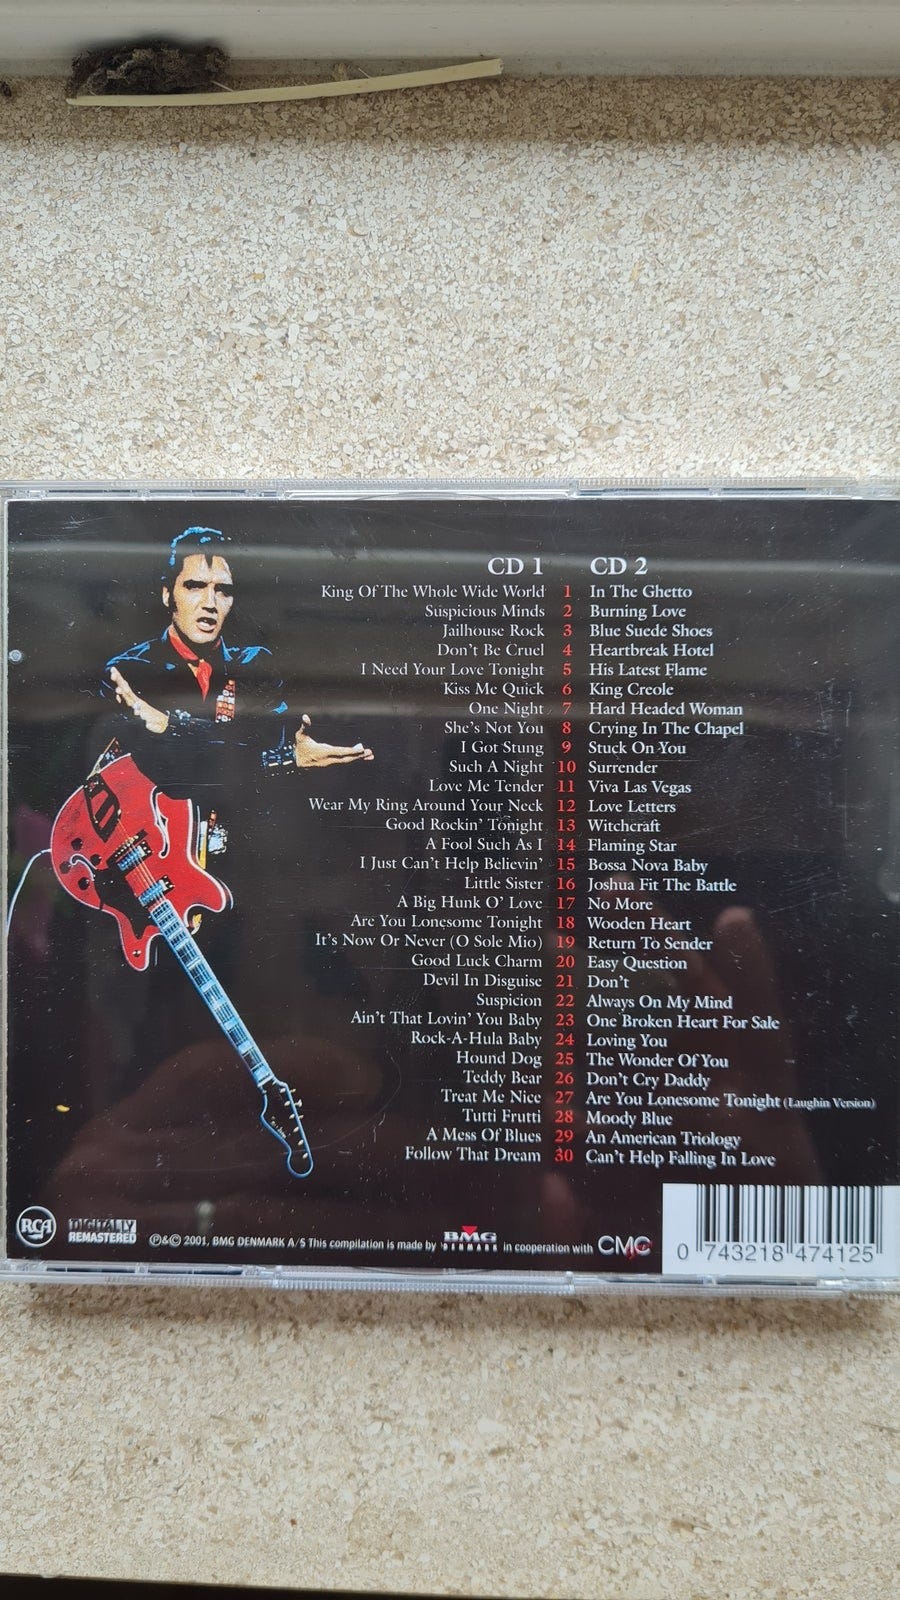 CD 1 CD 2
King Of The Whole Wide World 1 In The Ghetto
Suspicious Minds 2 Burning Love
Jailhouse Rock 3 Blue Suede Shoes
Don't Be Cruel 4 Heartbreak Hotel
I Need Your Love Tonight 5 His Latest Flame
Kiss Me Quick 6 King Creole
One Night 7 Hard Headed Woman
She's Not You 8 Crying In The Chapel
I Got Stung 9 Stuck On You
Such A Night 10 Surrender
Love Me Tender 11 Viva Las Vegas
Wear My Ring Around Your Neck 12 Love Letters
Good Rockin' Tonight 13 Witchcraft
A Fool Such As I 14 Flaming Star
I Just Can't Help Believin' 15 Bossa Nova Baby
Little Sister 16 Joshua Fit The Battle
A Big Hunk O' Love 17 No More
Are You Lonesome Tonight 18 Wooden Heart
It's Now Or Never (O Sole Mio) 19 Return To Sender
Good Luck Charm 20 Easy Question
Devil In Disguise 21 Don't
Suspicion 22 Always On My Mind
Ain't That Lovin' You Baby 23 One Broken Heart For Sale
Rock-A-Hula Baby 24 Loving You
Hound Dog 25 The Wonder Of You
Teddy Bear 26 Don't Cry Daddy
Treat Me Nice 27 Are You Lonesome Tonight (Laughin Version)
Tutti Frutti 28 Moody Blue
A Mess Of Blues 29 An American Triology
Follow That Dream 30 Can't Help Falling In Love
RCA DIGITALLY REMASTERED ℗&© 2001, BMG DENMARK A/S This compilation is made by BMG DENMARK in cooperation with CMC
0 743218 474125